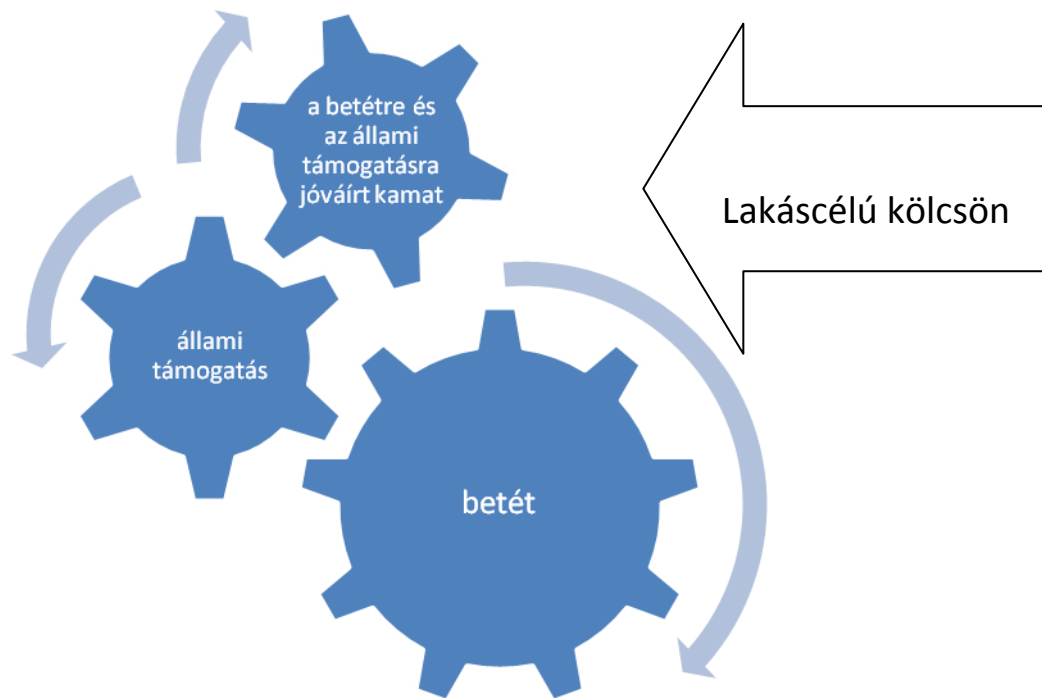 a betétre és
az állami
támogatásra
jóváírt kamat
Lakáscélú kölcsön
állami
támogatás
betét